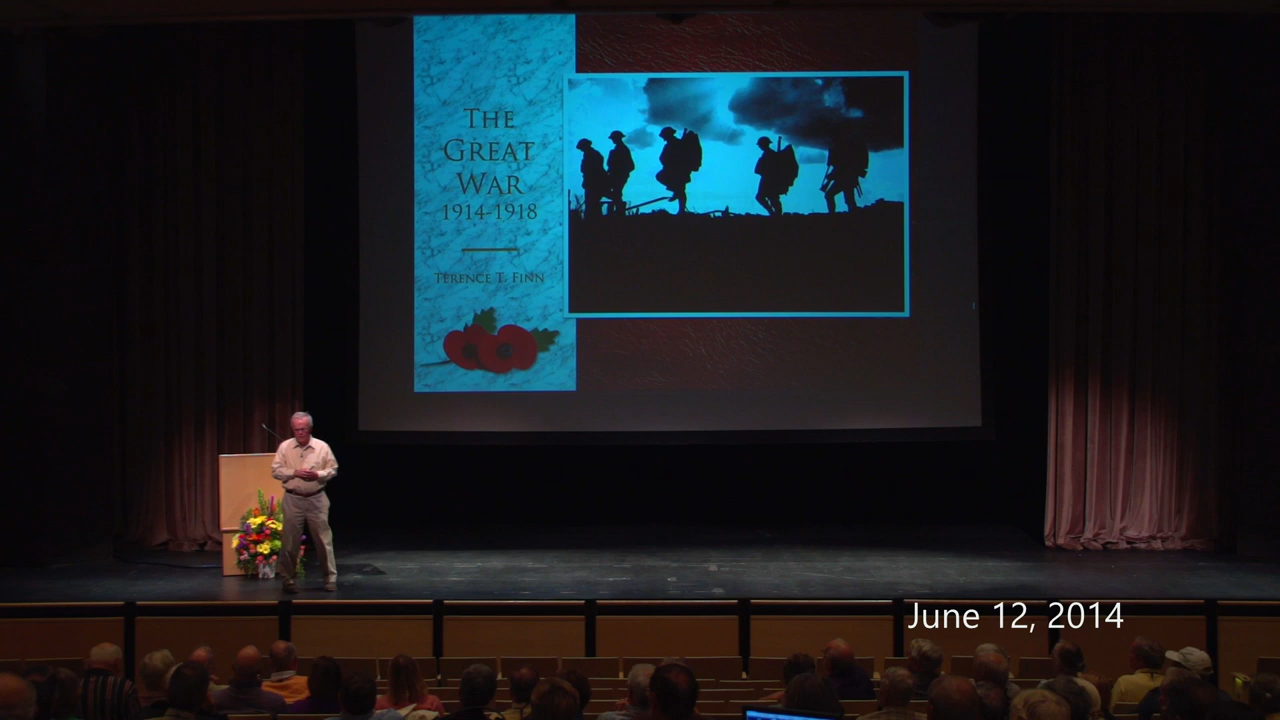 The
Great
War
1914-1918
Terence T. Finn
June 12, 2014